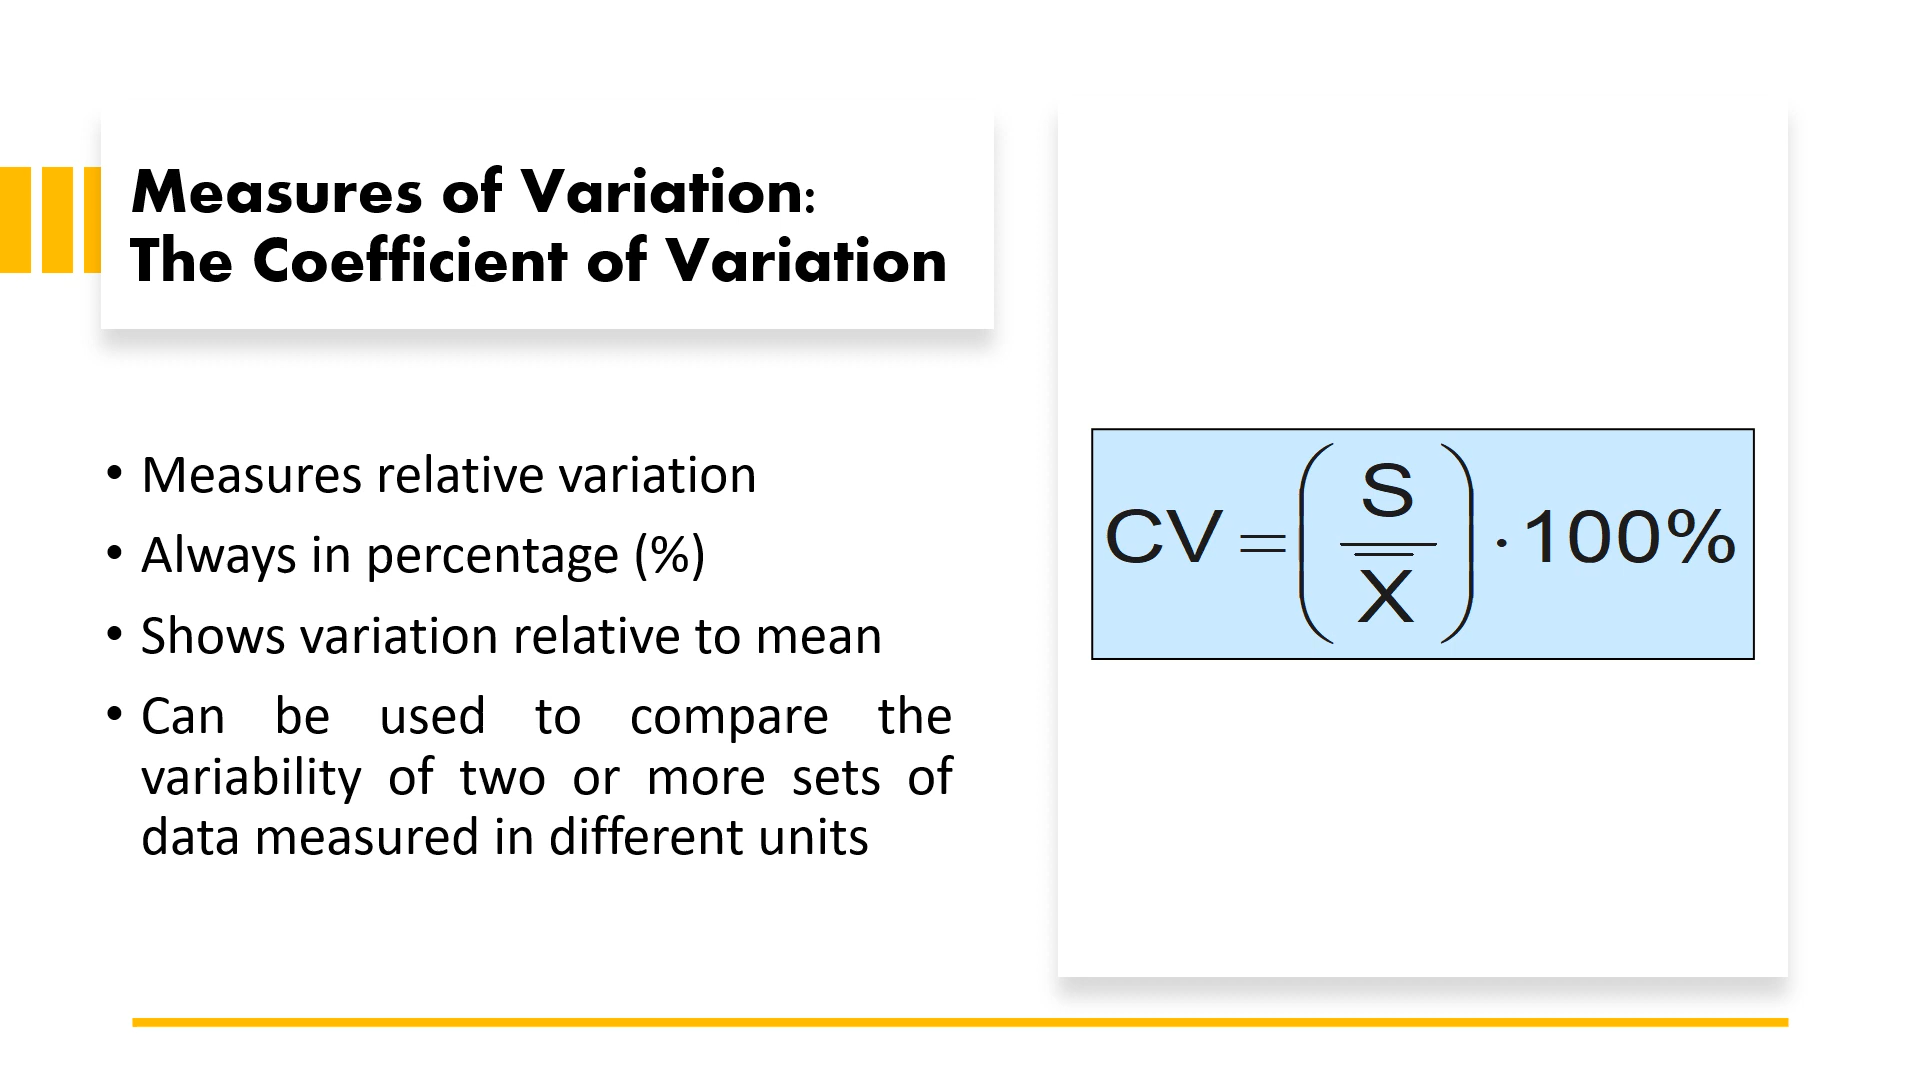 Measures of Variation:
The Coefficient of Variation
• Measures relative variation
• Always in percentage (%)
• Shows variation relative to mean
• Can be used to compare the
variability of two or more sets of
data measured in different units
CV = (S / X̅) · 100%